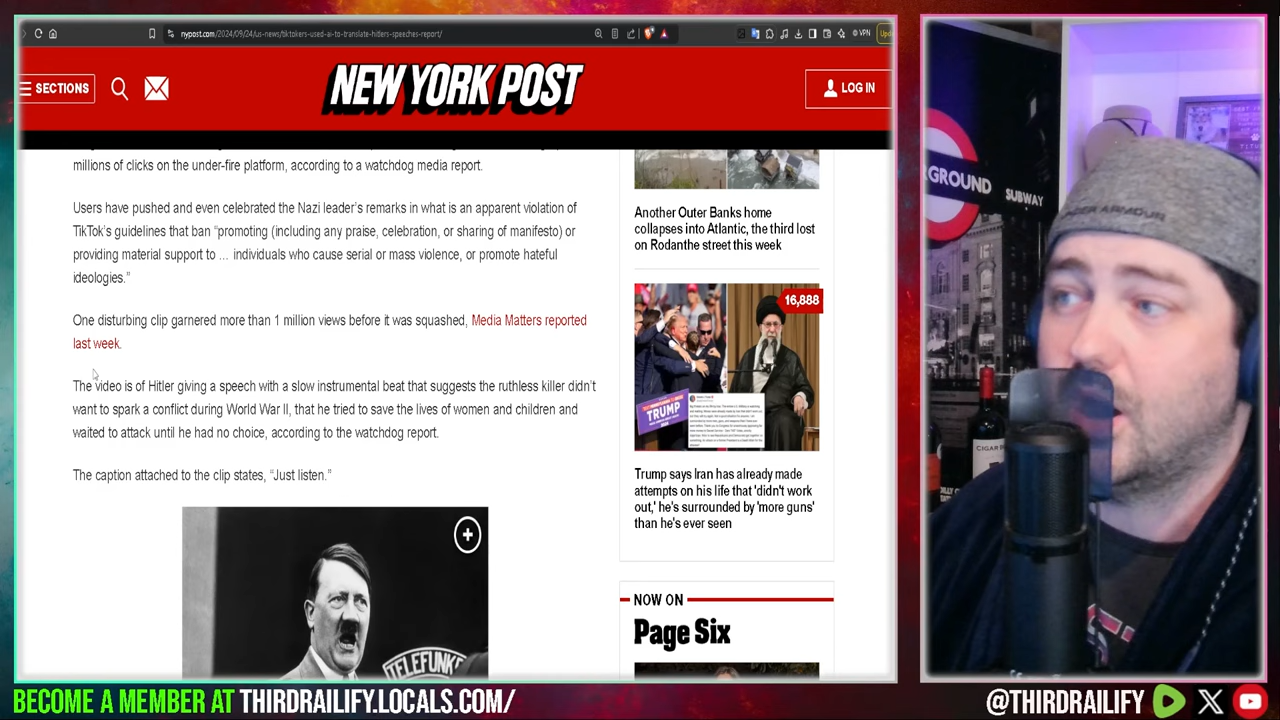 nypost.com/2024/09/24/us-news/tiktokers-used-ai-to-translate-hitlers-speeches-report/
VPN
SECTIONS
NEW YORK POST
LOG IN
millions of clicks on the under-fire platform, according to a watchdog media report.
Users have pushed and even celebrated the Nazi leader's remarks in what is an apparent violation of
TikTok's guidelines that ban “promoting (including any praise, celebration, or sharing of manifesto) or
providing material support to ... individuals who cause serial or mass violence, or promote hateful
ideologies.”
One disturbing clip garnered more than 1 million views before it was squashed, Media Matters reported
last week.
The video is of Hitler giving a speech with a slow instrumental beat that suggests the ruthless killer didn't
want to spark a conflict during World War II, that he tried to save the lives of women and children and
waited to attack until he had no choice, according to the watchdog report.
The caption attached to the clip states, “Just listen.”
TELEFUNK
Another Outer Banks home
collapses into Atlantic, the third lost
on Rodanthe street this week
16,888
TRUMP
Trump says Iran has already made
attempts on his life that 'didn't work
out,' he's surrounded by 'more guns'
than he's ever seen
NOW ON
Page Six
GROUND
SUBWAY
UNDER ARMOUR
CIGAR
BECOME A MEMBER AT THIRDRAILIFY.LOCALS.COM/
@THIRDRAILIFY